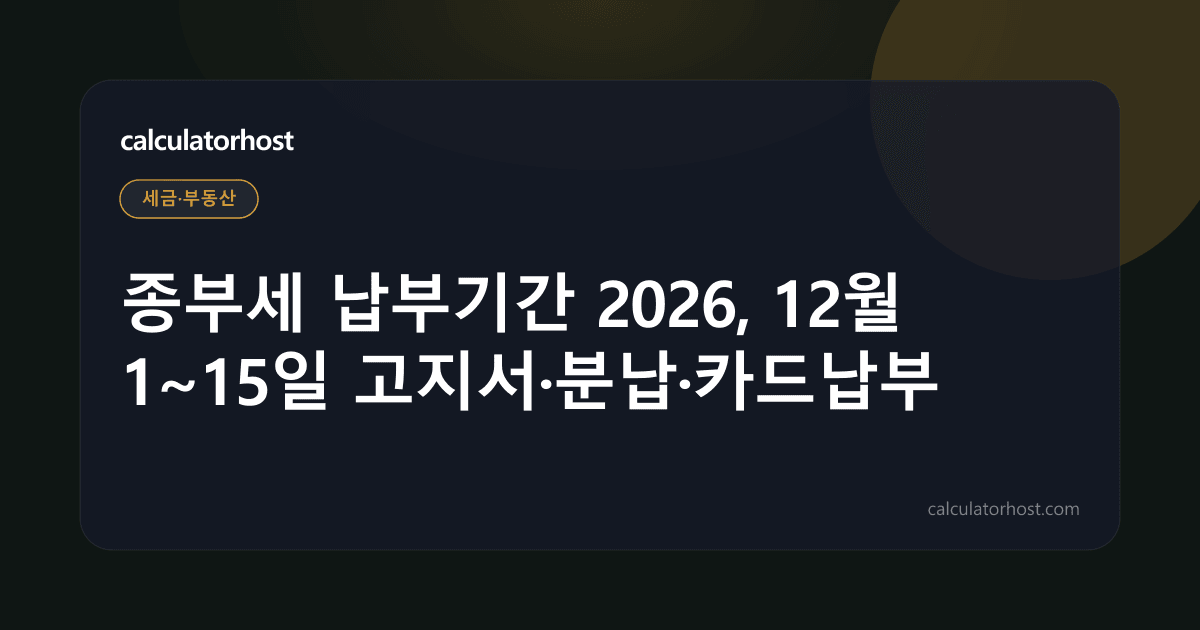 calculatorhost
세금·부동산
종부세 납부기간 2026, 12월
1~15일 고지서·분납·카드납부
calculatorhost.com